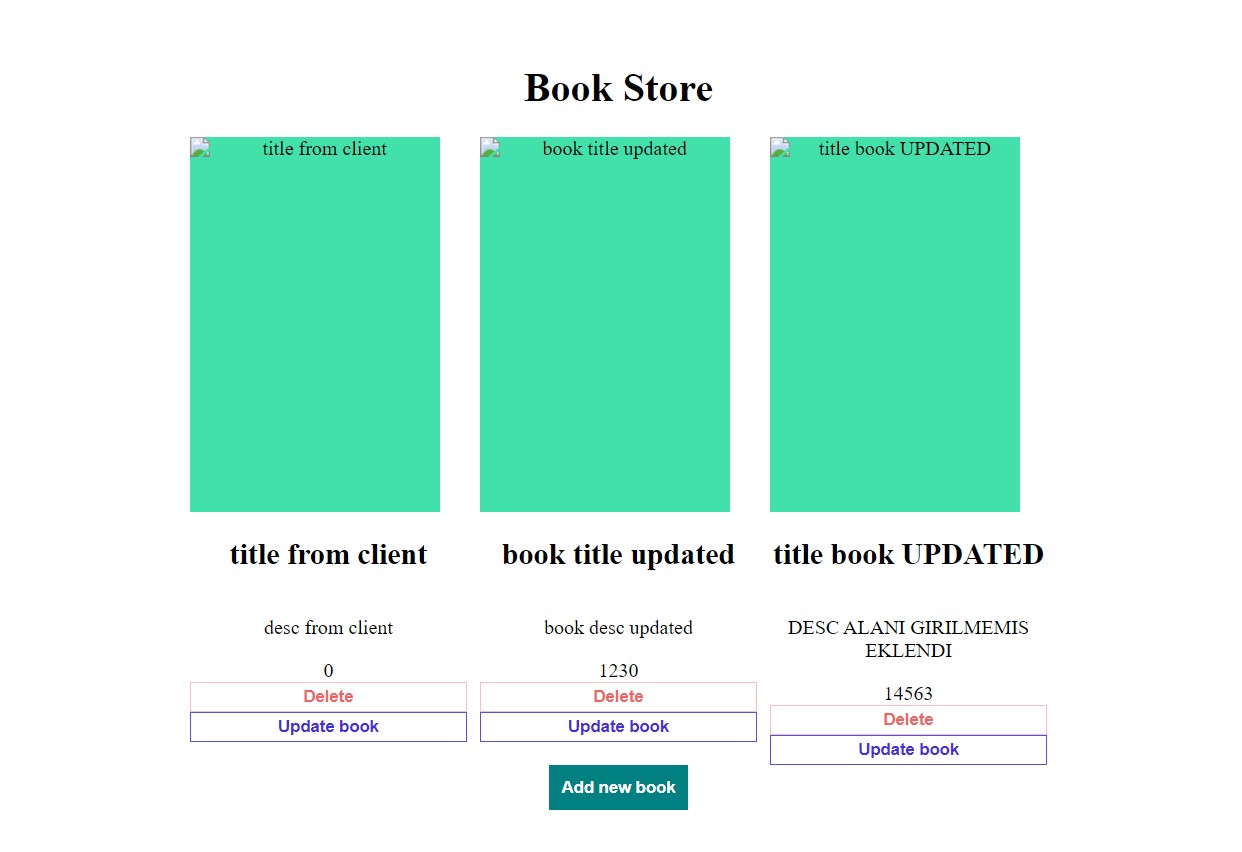 Book Store
title from client
book title updated
title book UPDATED
title from client
book title updated
title book UPDATED
desc from client
book desc updated
DESC ALANI GIRILMEMIS
EKLENDI
0
1230
14563
Delete
Delete
Delete
Update book
Update book
Update book
Add new book